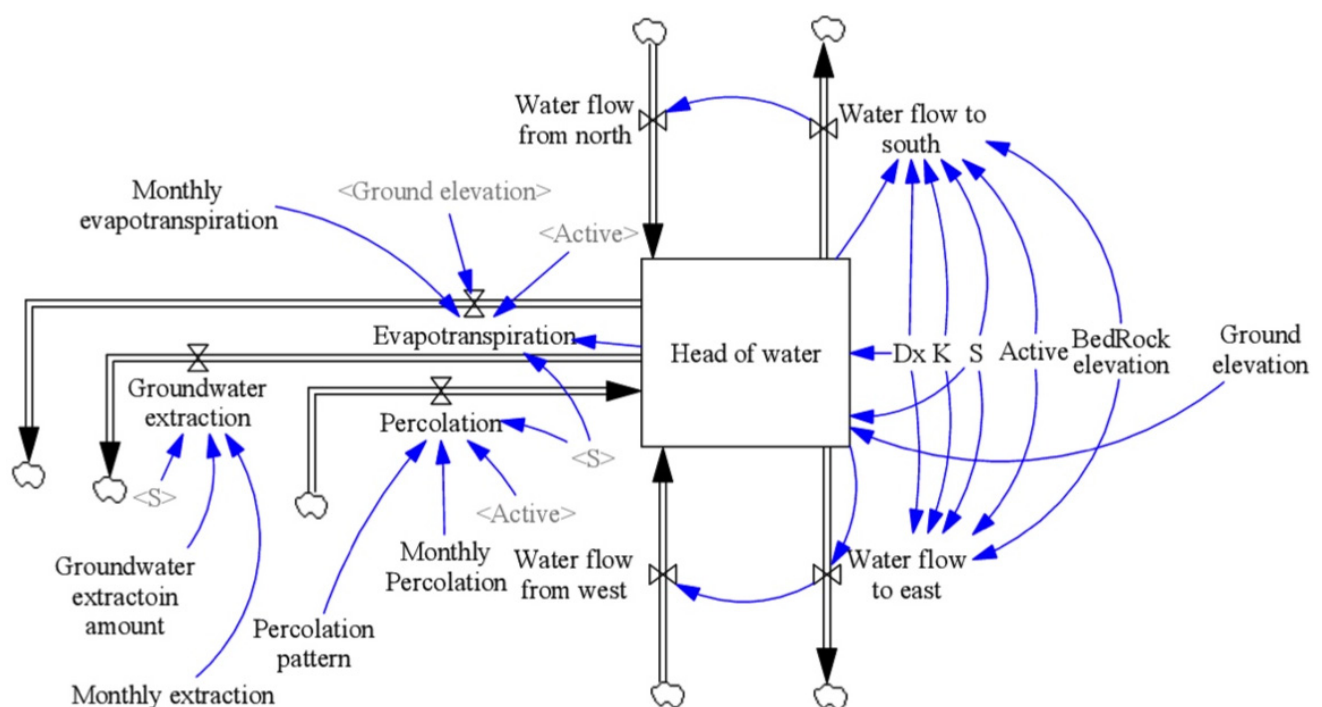 Water flow
from north
Water flow to
south
Monthly
evapotranspiration
<Ground elevation>
<Active>
Evapotranspiration
Head of water
Dx K S Active
BedRock
elevation
Ground
elevation
Groundwater
extraction
Percolation
<S>
<S>
<Active>
Groundwater
extractoin
amount
Monthly
Percolation
Water flow
from west
Water flow
to east
Percolation
pattern
Monthly extraction